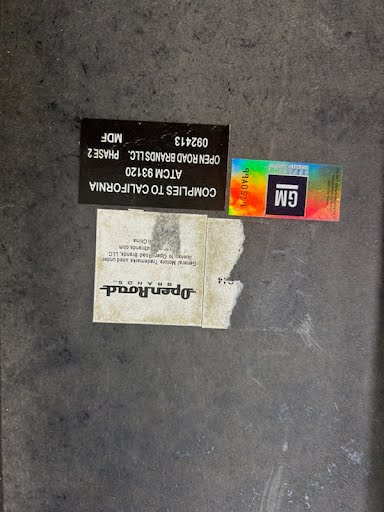 COMPLIES TO CALIFORNIA
ATCM 93120
OPEN ROAD BRANDS LLC. PHASE 2
092413 MDF
GM
OpenRoad
BRANDS
General Motors Trademarks used under
license to Open Road Brands, LLC.
China